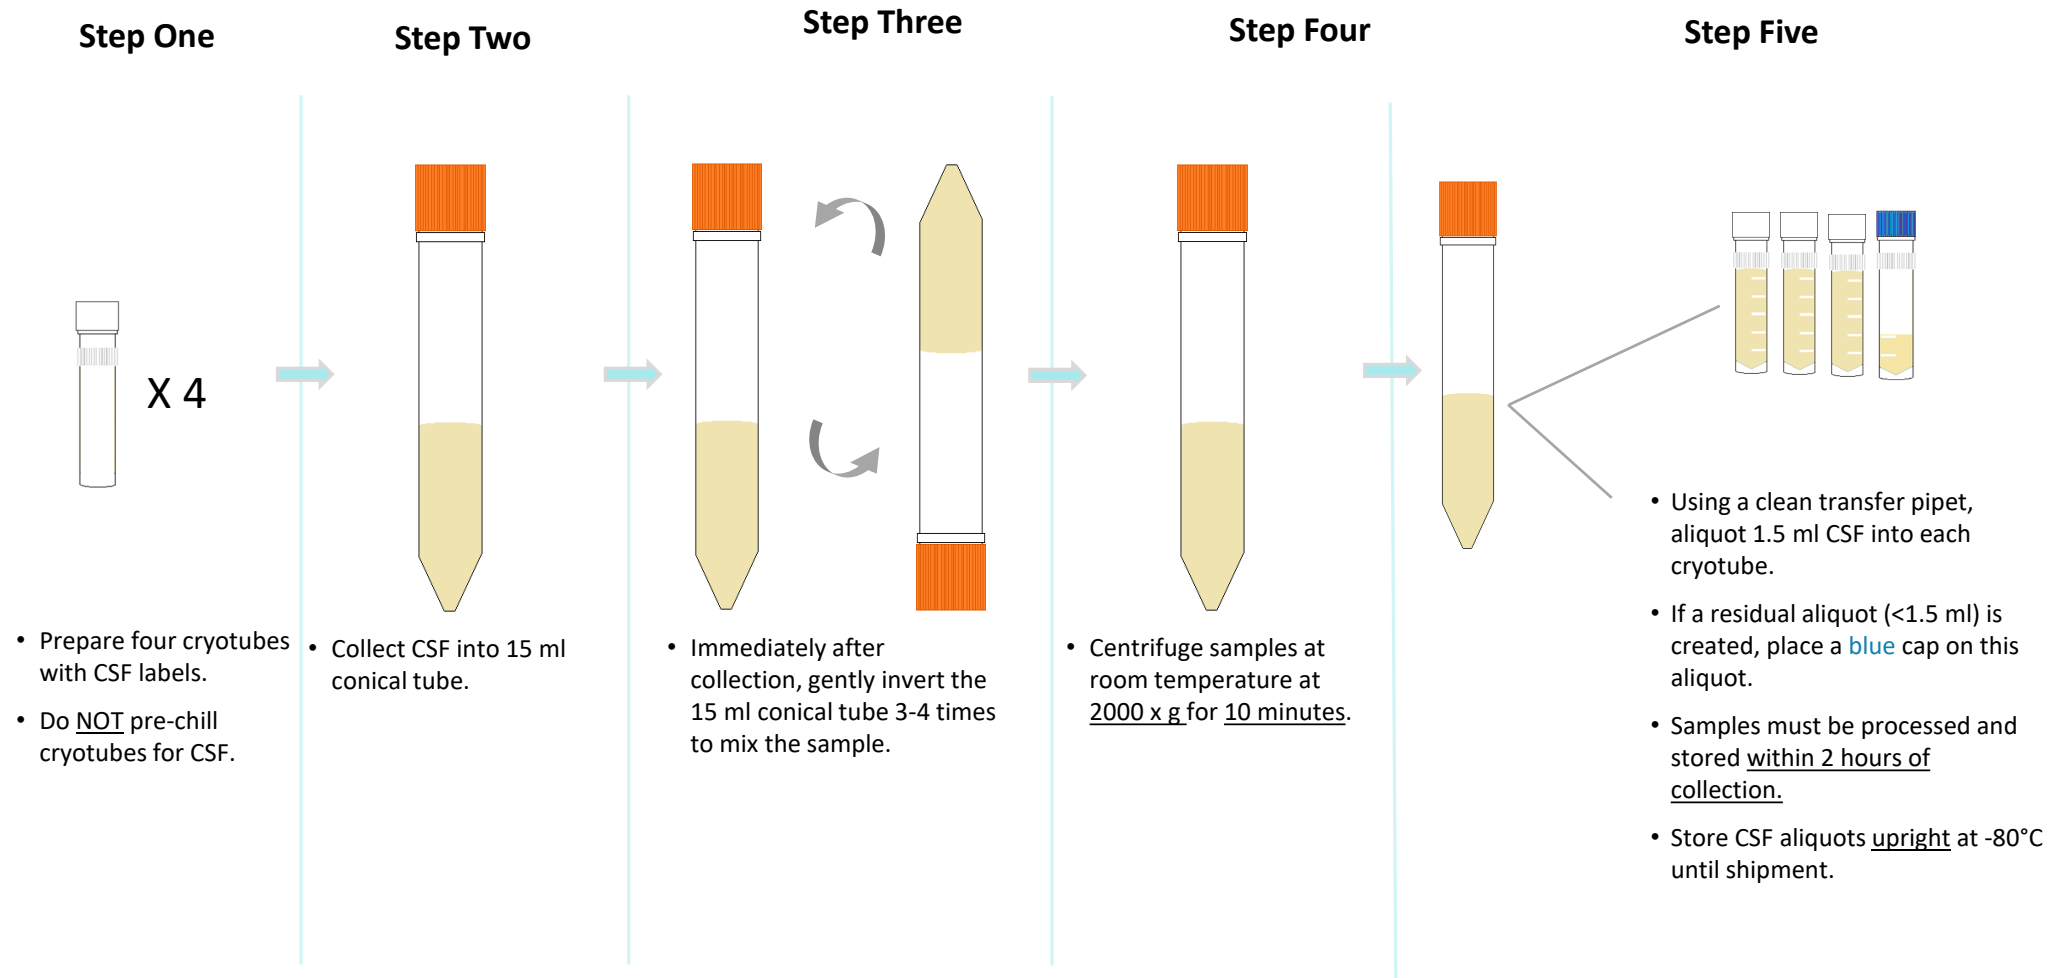 Step One
X 4
• Prepare four cryotubes
with CSF labels.
• Do NOT pre-chill
cryotubes for CSF.
Step Two
• Collect CSF into 15 ml
conical tube.
Step Three
• Immediately after
collection, gently invert the
15 ml conical tube 3-4 times
to mix the sample.
Step Four
• Centrifuge samples at
room temperature at
2000 x g for 10 minutes.
Step Five
• Using a clean transfer pipet,
aliquot 1.5 ml CSF into each
cryotube.
• If a residual aliquot (<1.5 ml) is
created, place a blue cap on this
aliquot.
• Samples must be processed and
stored within 2 hours of
collection.
• Store CSF aliquots upright at -80°C
until shipment.